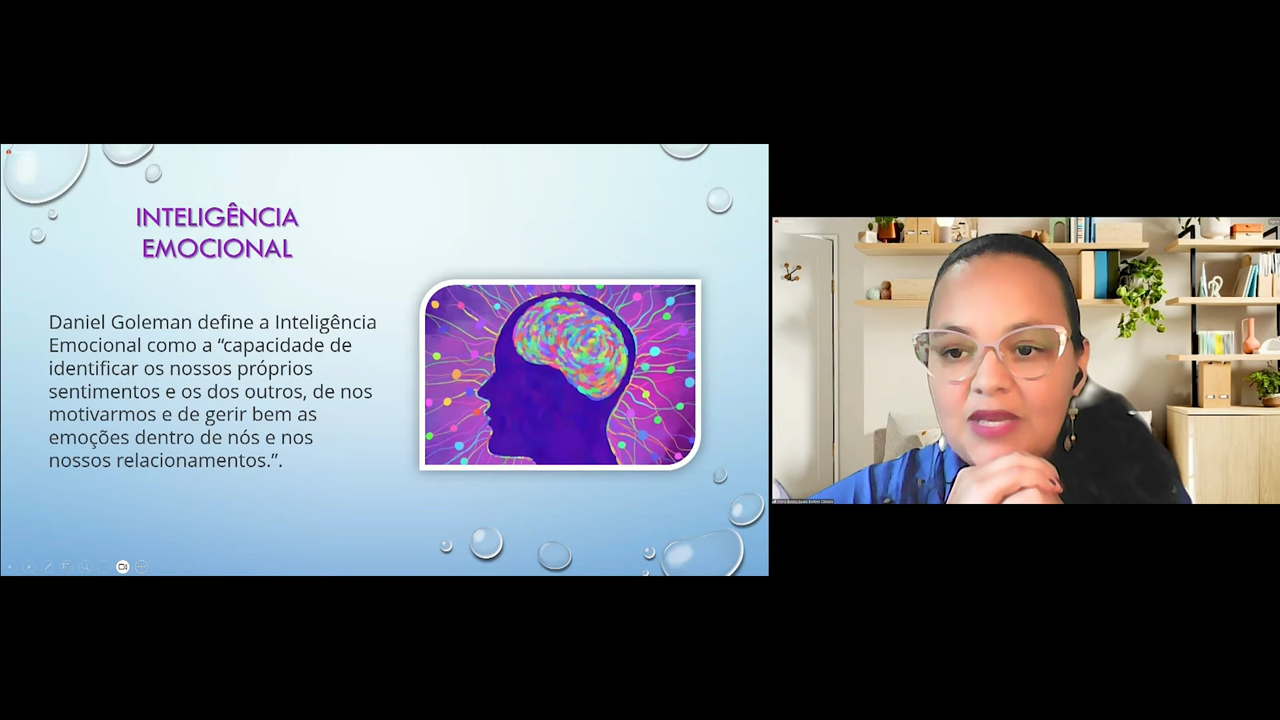 INTELIGÊNCIA
EMOCIONAL
Daniel Goleman define a Inteligência
Emocional como a “capacidade de
identificar os nossos próprios
sentimentos e os dos outros, de nos
motivarmos e de gerir bem as
emoções dentro de nós e nos
nossos relacionamentos.”.